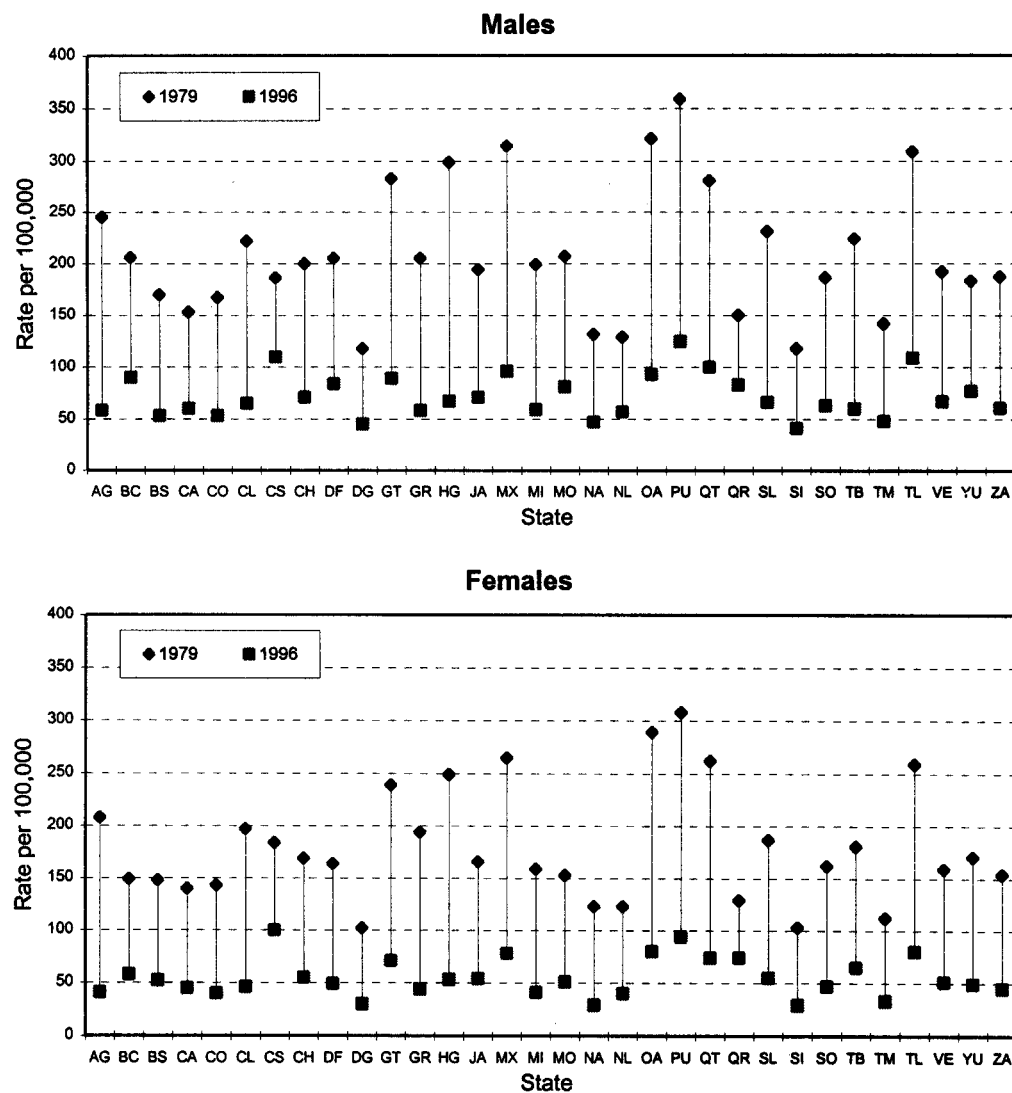 Males
400
350
300
250
200
150
100
50
0
Rate per 100,000
1979 1996
AG BC BS CA CO CL CS CH DF DG GT GR HG JA MX MI MO NA NL OA PU QT QR SL SI SO TB TM TL VE YU ZA
State
Females
400
350
300
250
200
150
100
50
0
Rate per 100,000
1979 1996
AG BC BS CA CO CL CS CH DF DG GT GR HG JA MX MI MO NA NL OA PU QT QR SL SI SO TB TM TL VE YU ZA
State